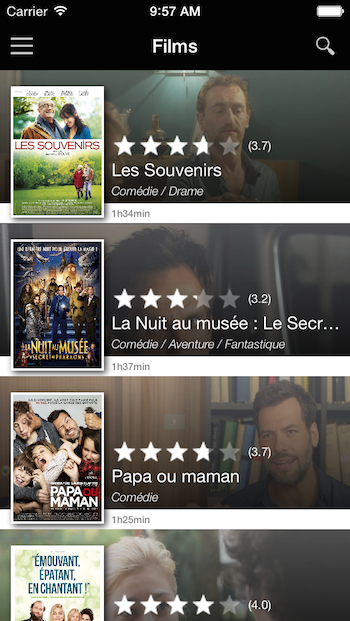 Carrier 9:57 AM
Films
LES SOUVENIRS
(3.7)
Les Souvenirs
Comédie / Drame
1h34min
LA NUIT AU MUSÉE
LE SECRET DES PHARAONS
(3.2)
La Nuit au musée : Le Secr...
Comédie / Aventure / Fantastique
1h37min
PAPA OU
MAMAN
(3.7)
Papa ou maman
Comédie
1h25min
"ÉMOUVANT,
ÉPATANT,
EN CHANTANT !"
(4.0)